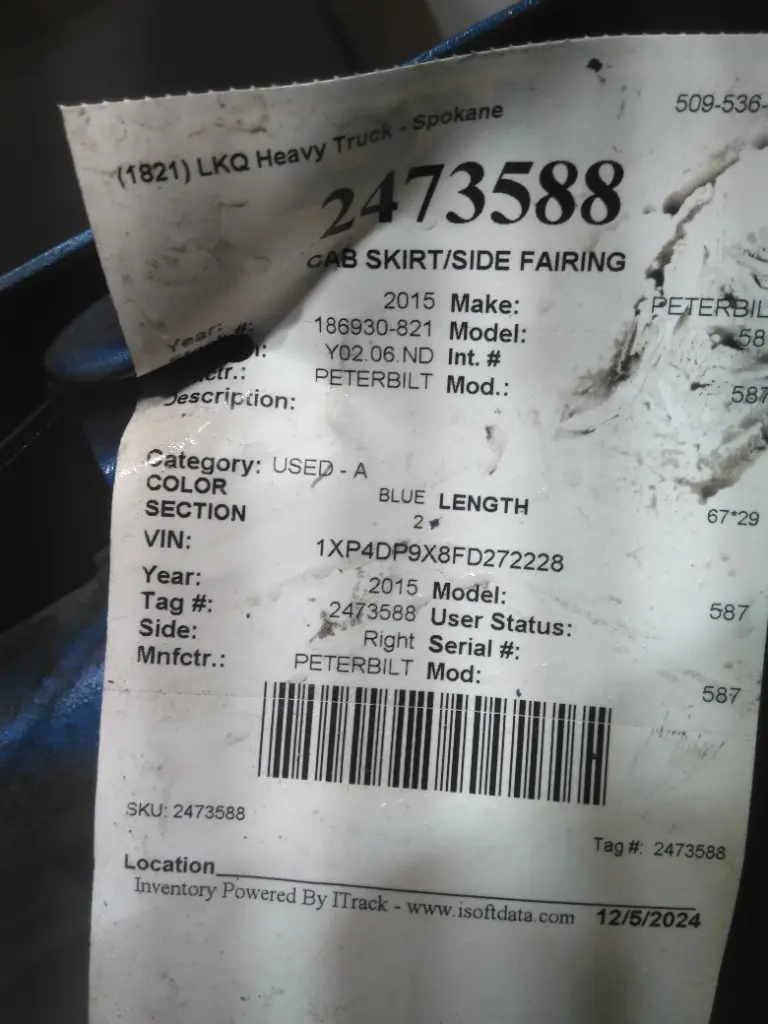 (1821) LKQ Heavy Truck - Spokane 509-536-
2473588
CAB SKIRT/SIDE FAIRING
Year: 2015 Make: PETERBIL
186930-821 Model: 58
Y02.06.ND Int. #
PETERBILT Mod.: 587
Description:
Category: USED - A
COLOR BLUE LENGTH 67*29
SECTION 2
VIN: 1XP4DP9X8FD272228
Year: 2015 Model: 587
Tag #: 2473588 User Status:
Side: Right Serial #:
Mnfctr.: PETERBILT Mod: 587
SKU: 2473588
Tag #: 2473588
Location
Inventory Powered By ITrack - www.isoftdata.com 12/5/2024